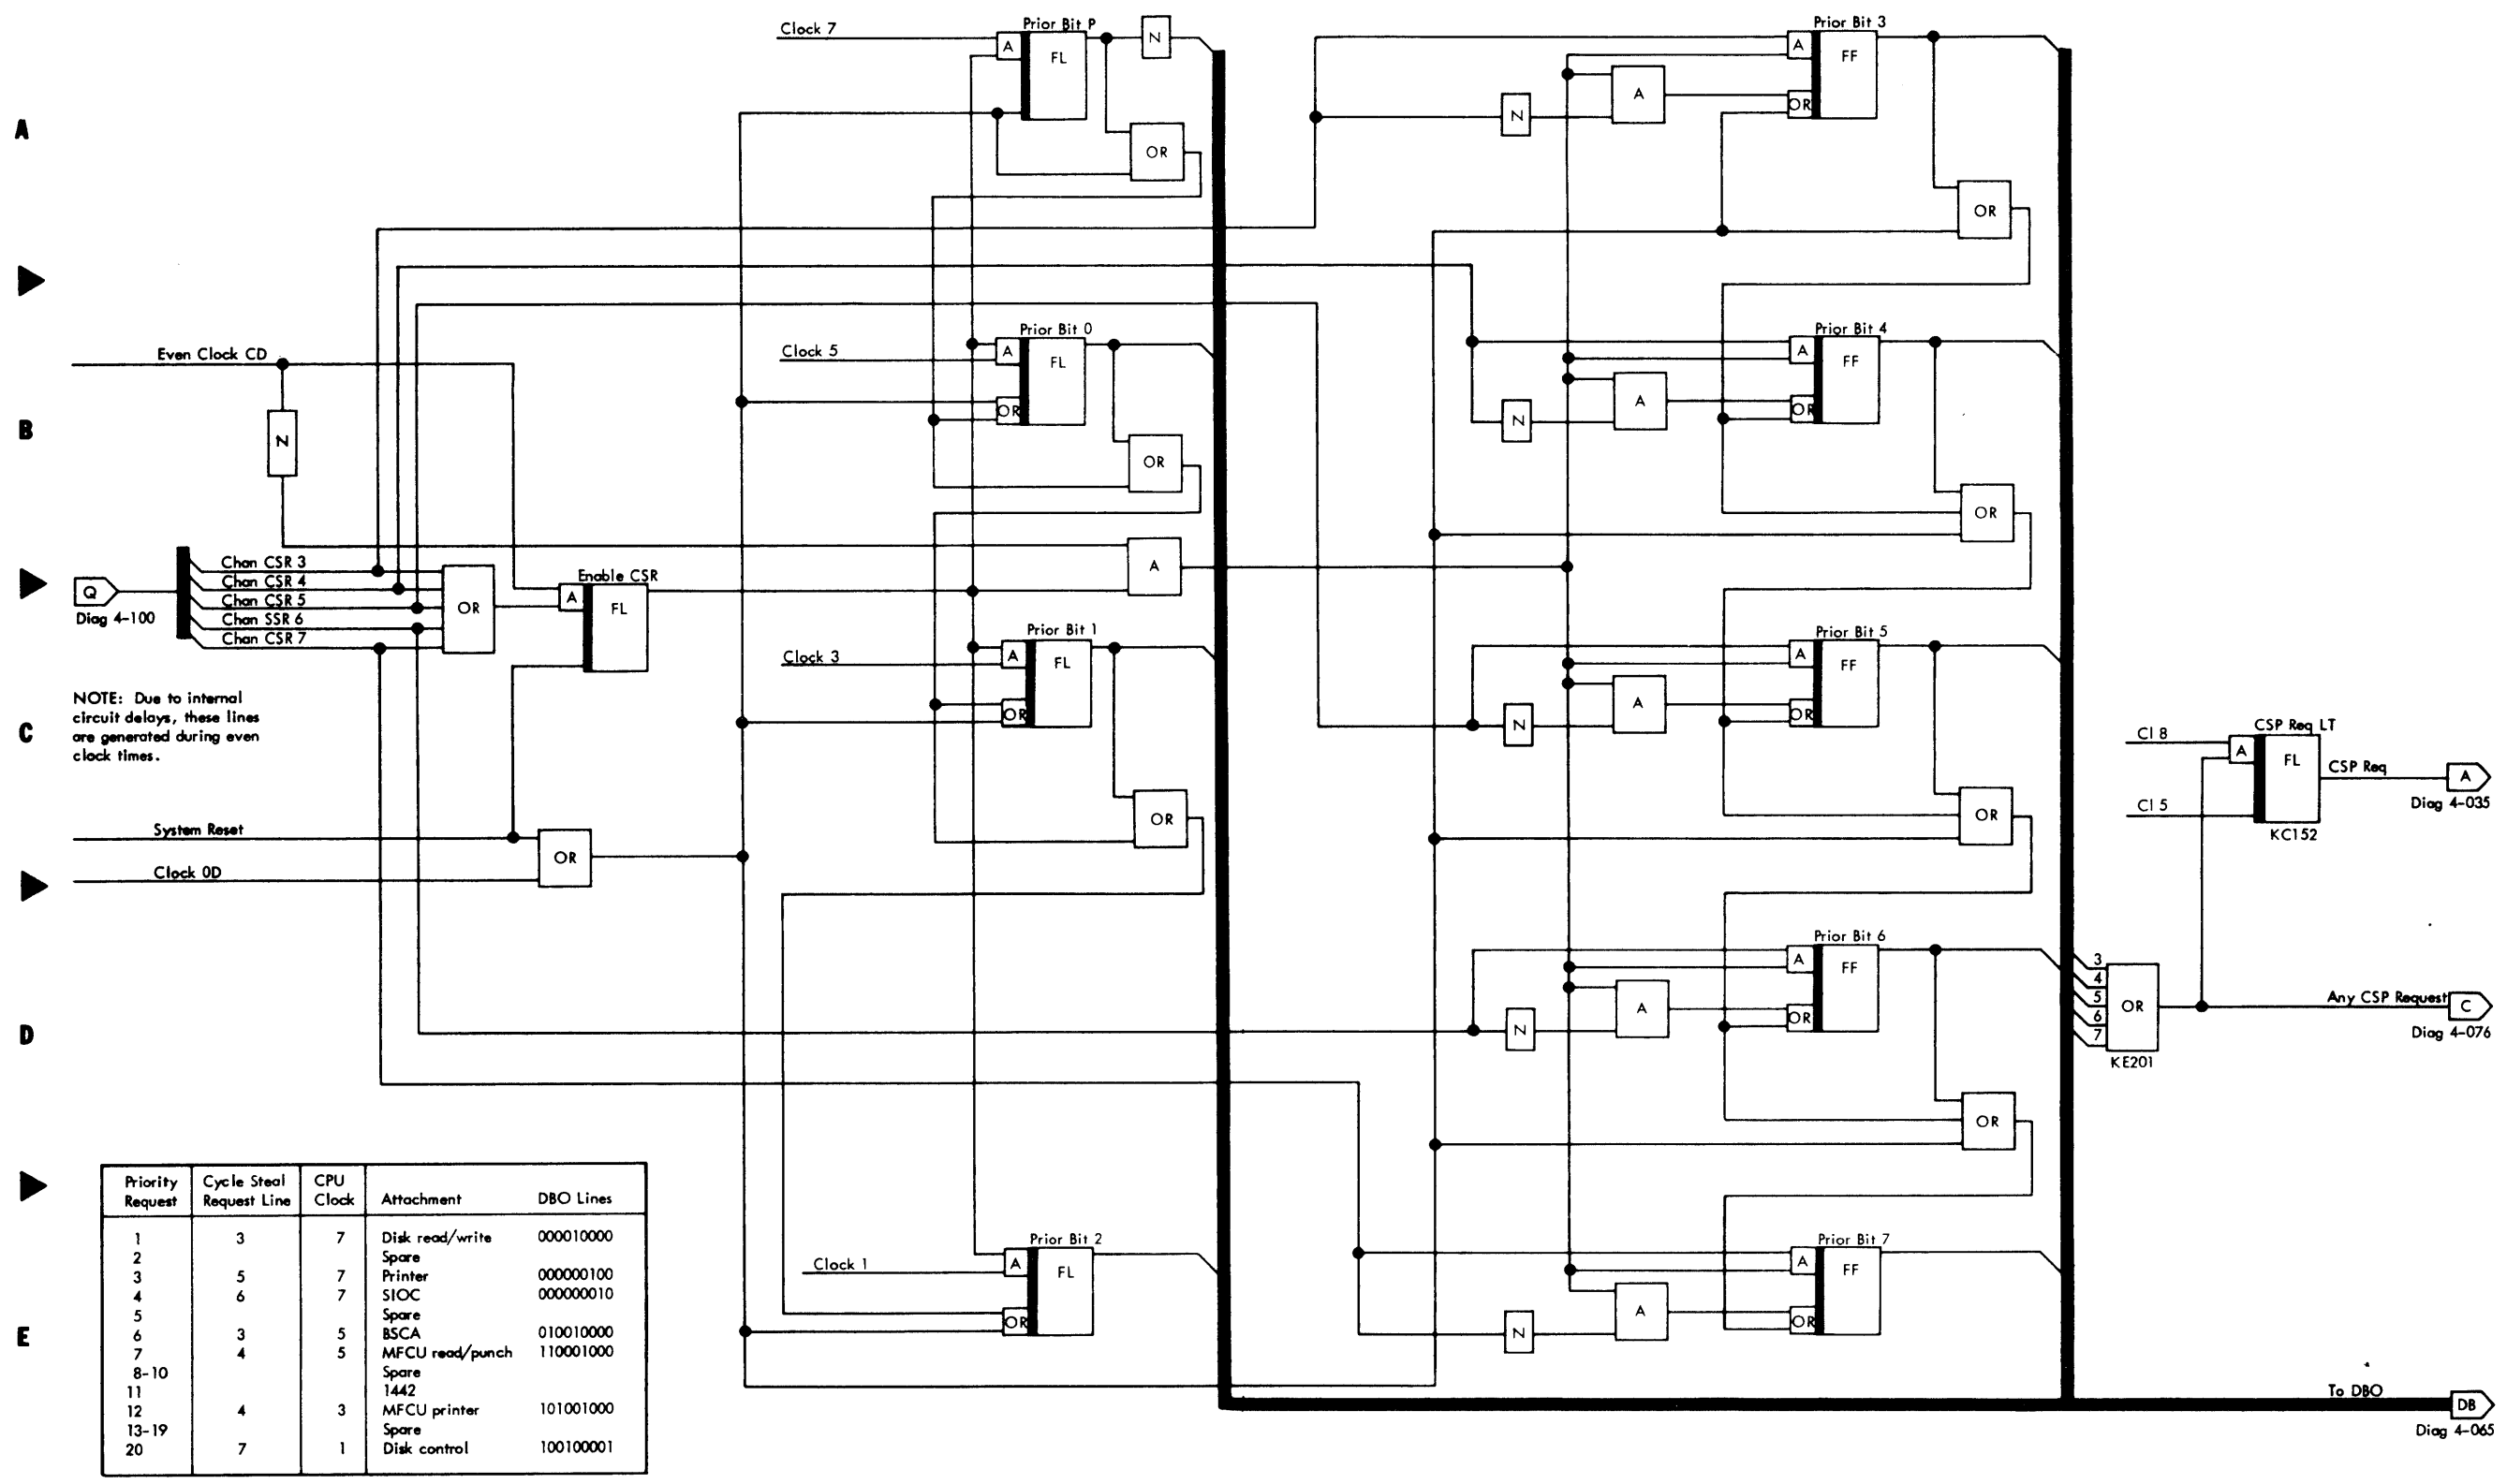 A
B
C
D
E
Clock 7
Prior Bit P
A
FL
N
OR
Prior Bit 3
A
FF
OR
N
A
OR
Even Clock CD
N
Clock 5
Prior Bit 0
A
FL
OR
OR
A
Prior Bit 4
A
FF
OR
N
A
OR
Q
Diag 4-100
Chan CSR 3
Chan CSR 4
Chan CSR 5
Chan SSR 6
Chan CSR 7
OR
Enable CSR
A
FL
Clock 3
Prior Bit 1
A
FL
OR
OR
Prior Bit 5
A
FF
OR
N
A
OR
NOTE: Due to internal
circuit delays, these lines
are generated during even
clock times.
System Reset
Clock 0D
OR
Cl 8
Cl 5
CSP Req LT
A
FL
KC152
CSP Req
A
Diag 4-035
Prior Bit 6
A
FF
OR
N
A
OR
3
4
5
6
7
OR
KE201
Any CSP Request
C
Diag 4-076
Clock 1
Prior Bit 2
A
FL
OR
Prior Bit 7
A
FF
OR
N
A
To DBO
DB
Diag 4-065
Priority Request Cycle Steal Request Line CPU Clock Attachment DBO Lines
1 3 7 Disk read/write 000010000
2 Spare
3 5 7 Printer 000000100
4 6 7 SIOC 000000010
5 Spare
6 3 5 BSCA 010010000
7 4 5 MFCU read/punch 110001000
8-10 Spare
11 1442
12 4 3 MFCU printer 101001000
13-19 Spare
20 7 1 Disk control 100100001